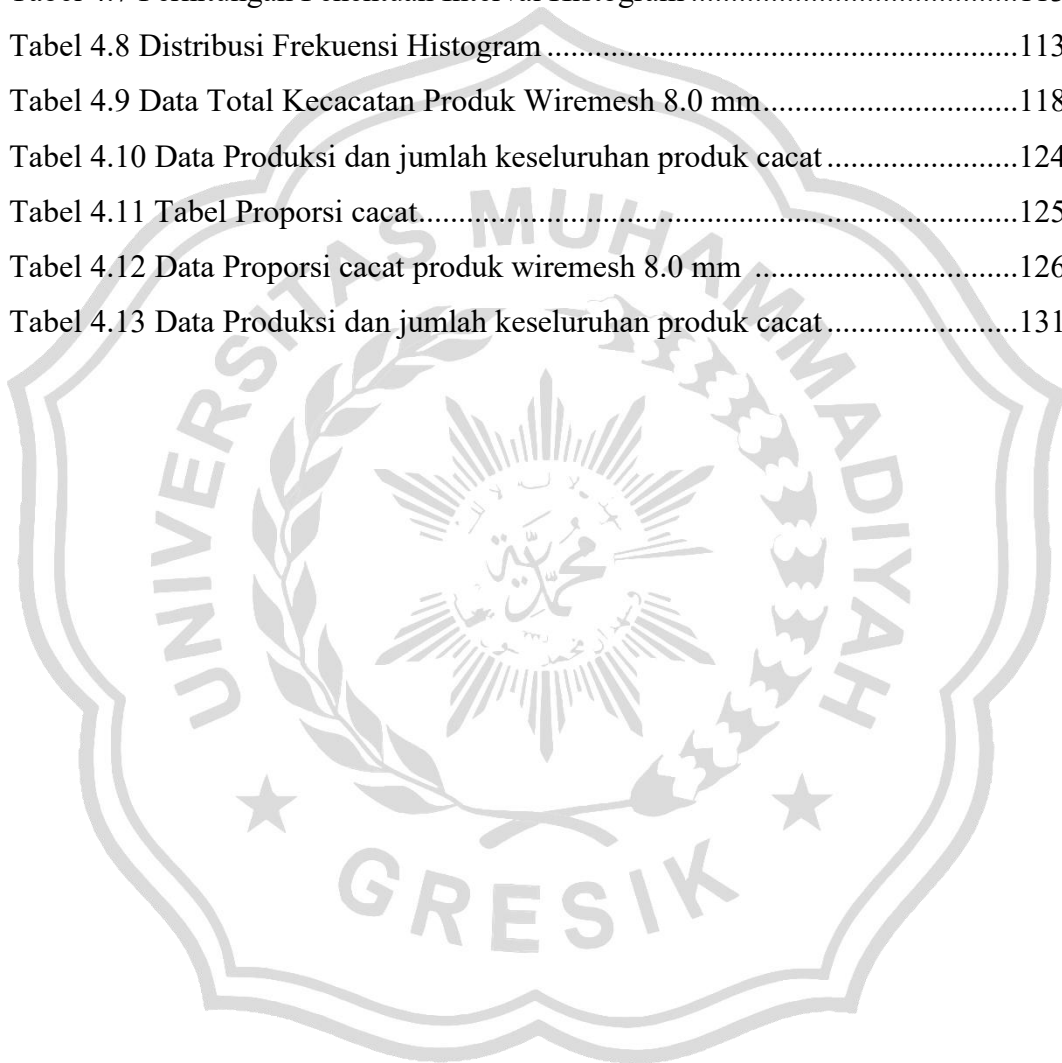 Tabel 4.8 Distribusi Frekuensi Histogram ............................................................113
Tabel 4.9 Data Total Kecacatan Produk Wiremesh 8.0 mm.................................118
Tabel 4.10 Data Produksi dan jumlah keseluruhan produk cacat ........................124
Tabel 4.11 Tabel Proporsi cacat............................................................................125
Tabel 4.12 Data Proporsi cacat produk wiremesh 8.0 mm .................................126
Tabel 4.13 Data Produksi dan jumlah keseluruhan produk cacat ........................131
UNIVERSITAS MUHAMMADIYAH
GRESIK